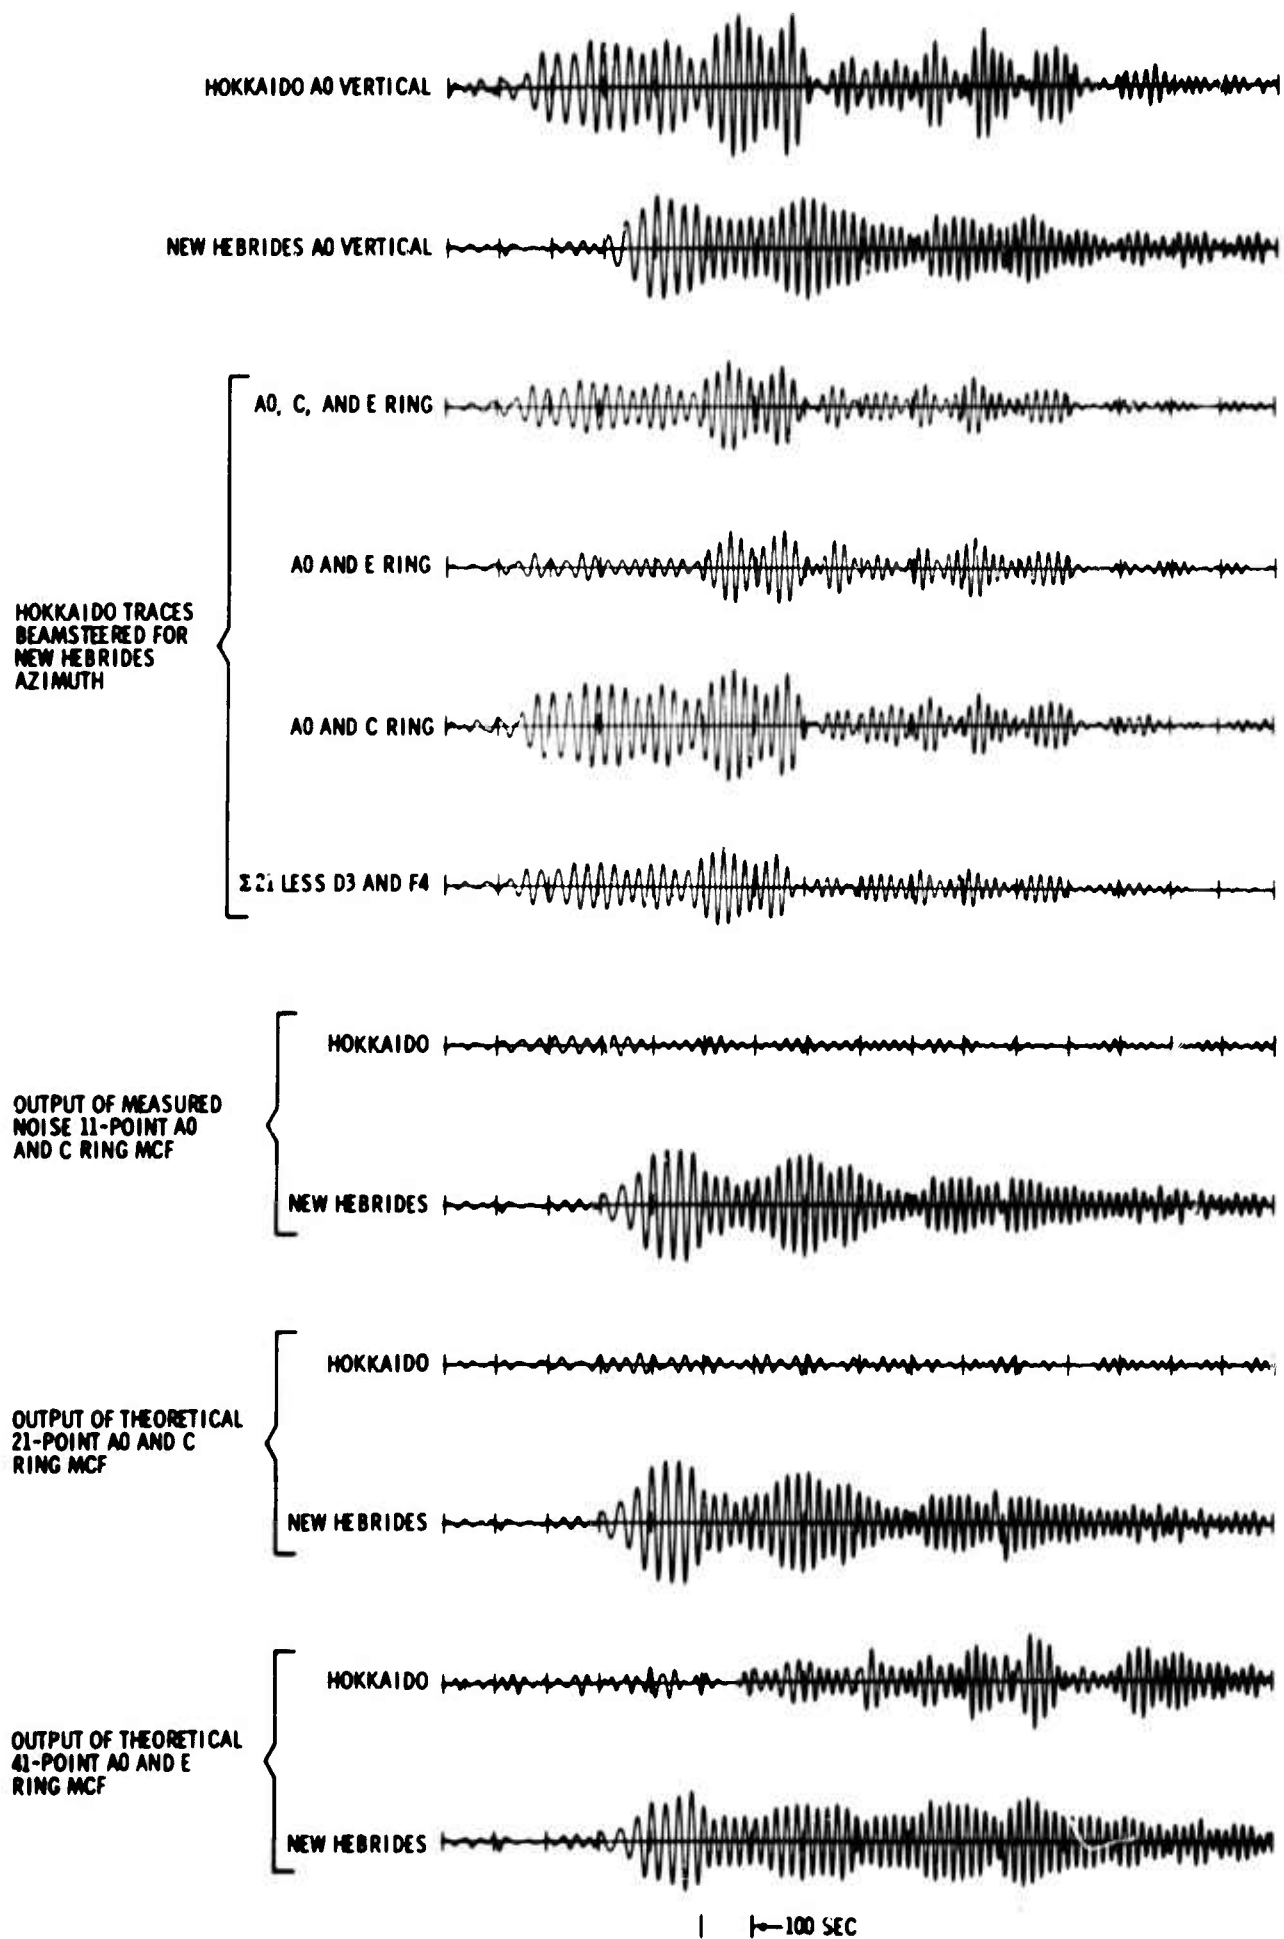 HOKKAIDO A0 VERTICAL
NEW HEBRIDES A0 VERTICAL
HOKKAIDO TRACES
BEAMSTEERED FOR
NEW HEBRIDES
AZIMUTH
A0, C, AND E RING
A0 AND E RING
A0 AND C RING
Σ21 LESS D3 AND F4
OUTPUT OF MEASURED
NOISE 11-POINT A0
AND C RING MCF
HOKKAIDO
NEW HEBRIDES
OUTPUT OF THEORETICAL
21-POINT A0 AND C
RING MCF
HOKKAIDO
NEW HEBRIDES
OUTPUT OF THEORETICAL
41-POINT A0 AND E
RING MCF
HOKKAIDO
NEW HEBRIDES
100 SEC